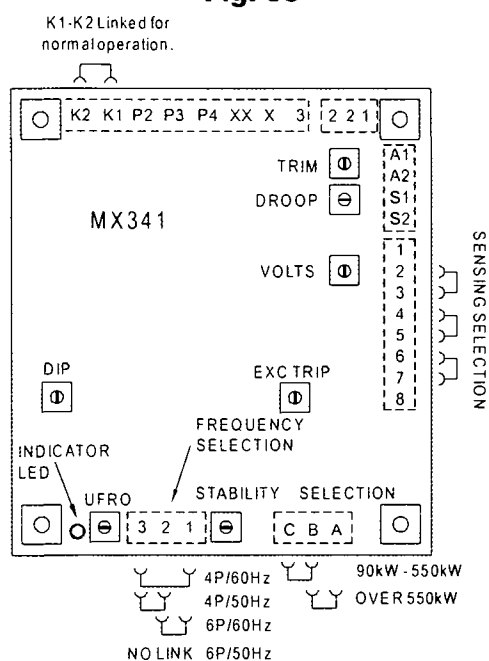 K1-K2 Linked for
normal operation.
K2 K1 P2 P3 P4 XX X 3 2 2 1
TRIM
DROOP
A1
A2
S1
S2
MX341
VOLTS
1
2
3
4
5
6
7
8
SENSING SELECTION
DIP
EXC TRIP
FREQUENCY
SELECTION
INDICATOR
LED
UFRO
STABILITY SELECTION
3 2 1
C B A
4P/60Hz
4P/50Hz
6P/60Hz
NO LINK 6P/50Hz
90kW - 550kW
OVER 550kW